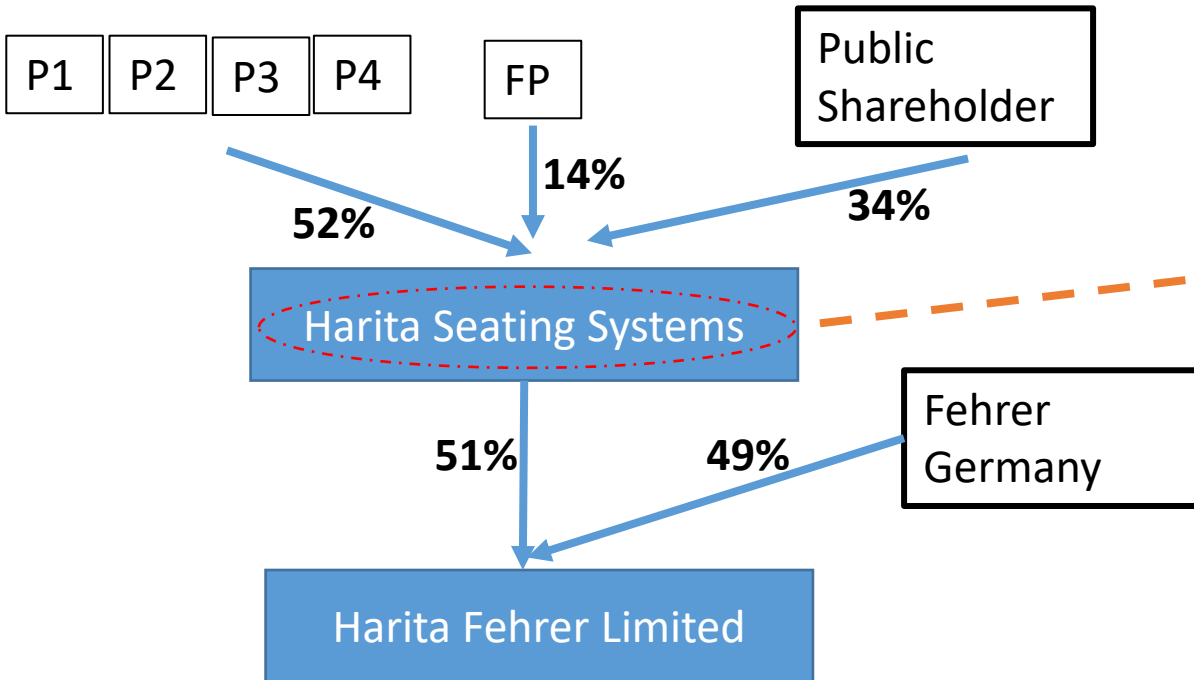 P1 P2 P3 P4
FP
Public
Shareholder
52%
14%
34%
Harita Seating Systems
51%
49%
Fehrer
Germany
Harita Fehrer Limited